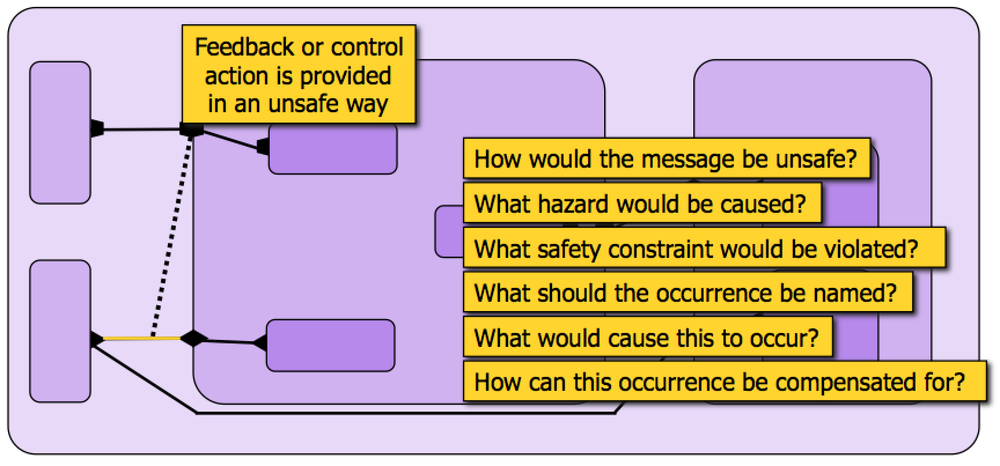 Feedback or control
action is provided
in an unsafe way
How would the message be unsafe?
What hazard would be caused?
What safety constraint would be violated?
What should the occurrence be named?
What would cause this to occur?
How can this occurrence be compensated for?